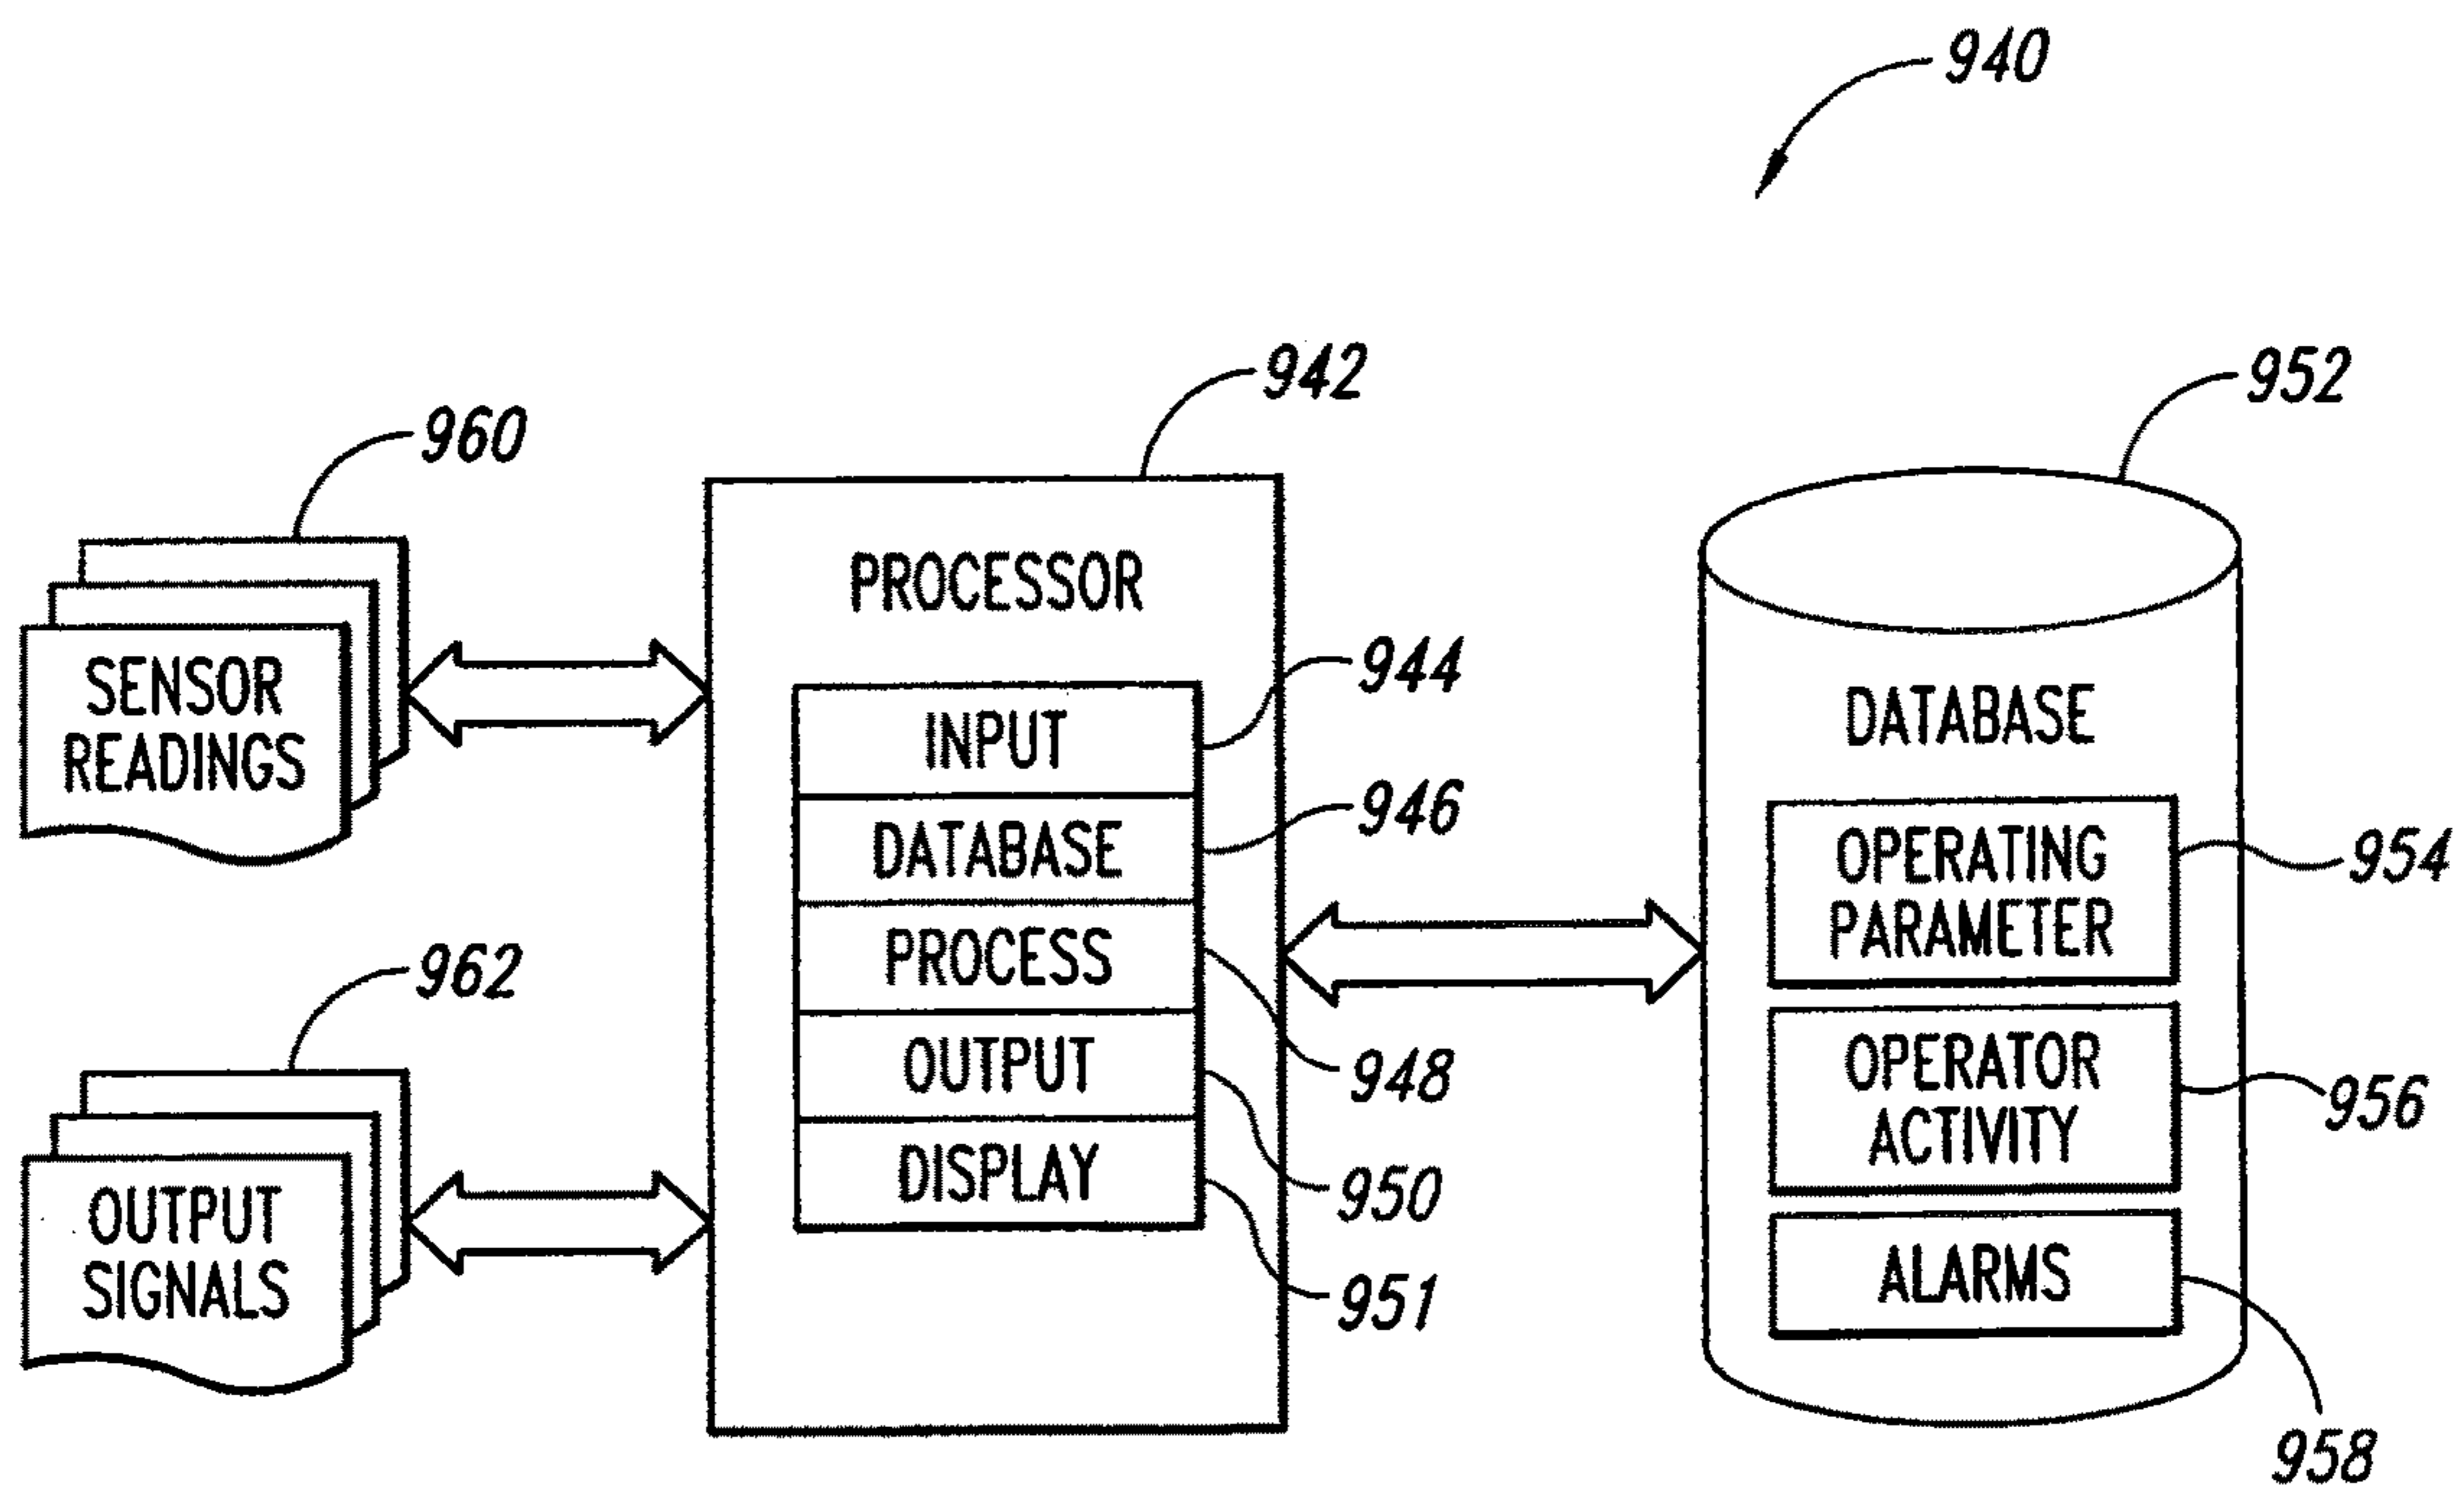 940
942
952
960
PROCESSOR
944
SENSOR
READINGS
INPUT
DATABASE
946
DATABASE
OPERATING
PARAMETER
954
PROCESS
962
948
OUTPUT
OPERATOR
ACTIVITY
956
DISPLAY
950
OUTPUT
SIGNALS
951
ALARMS
958